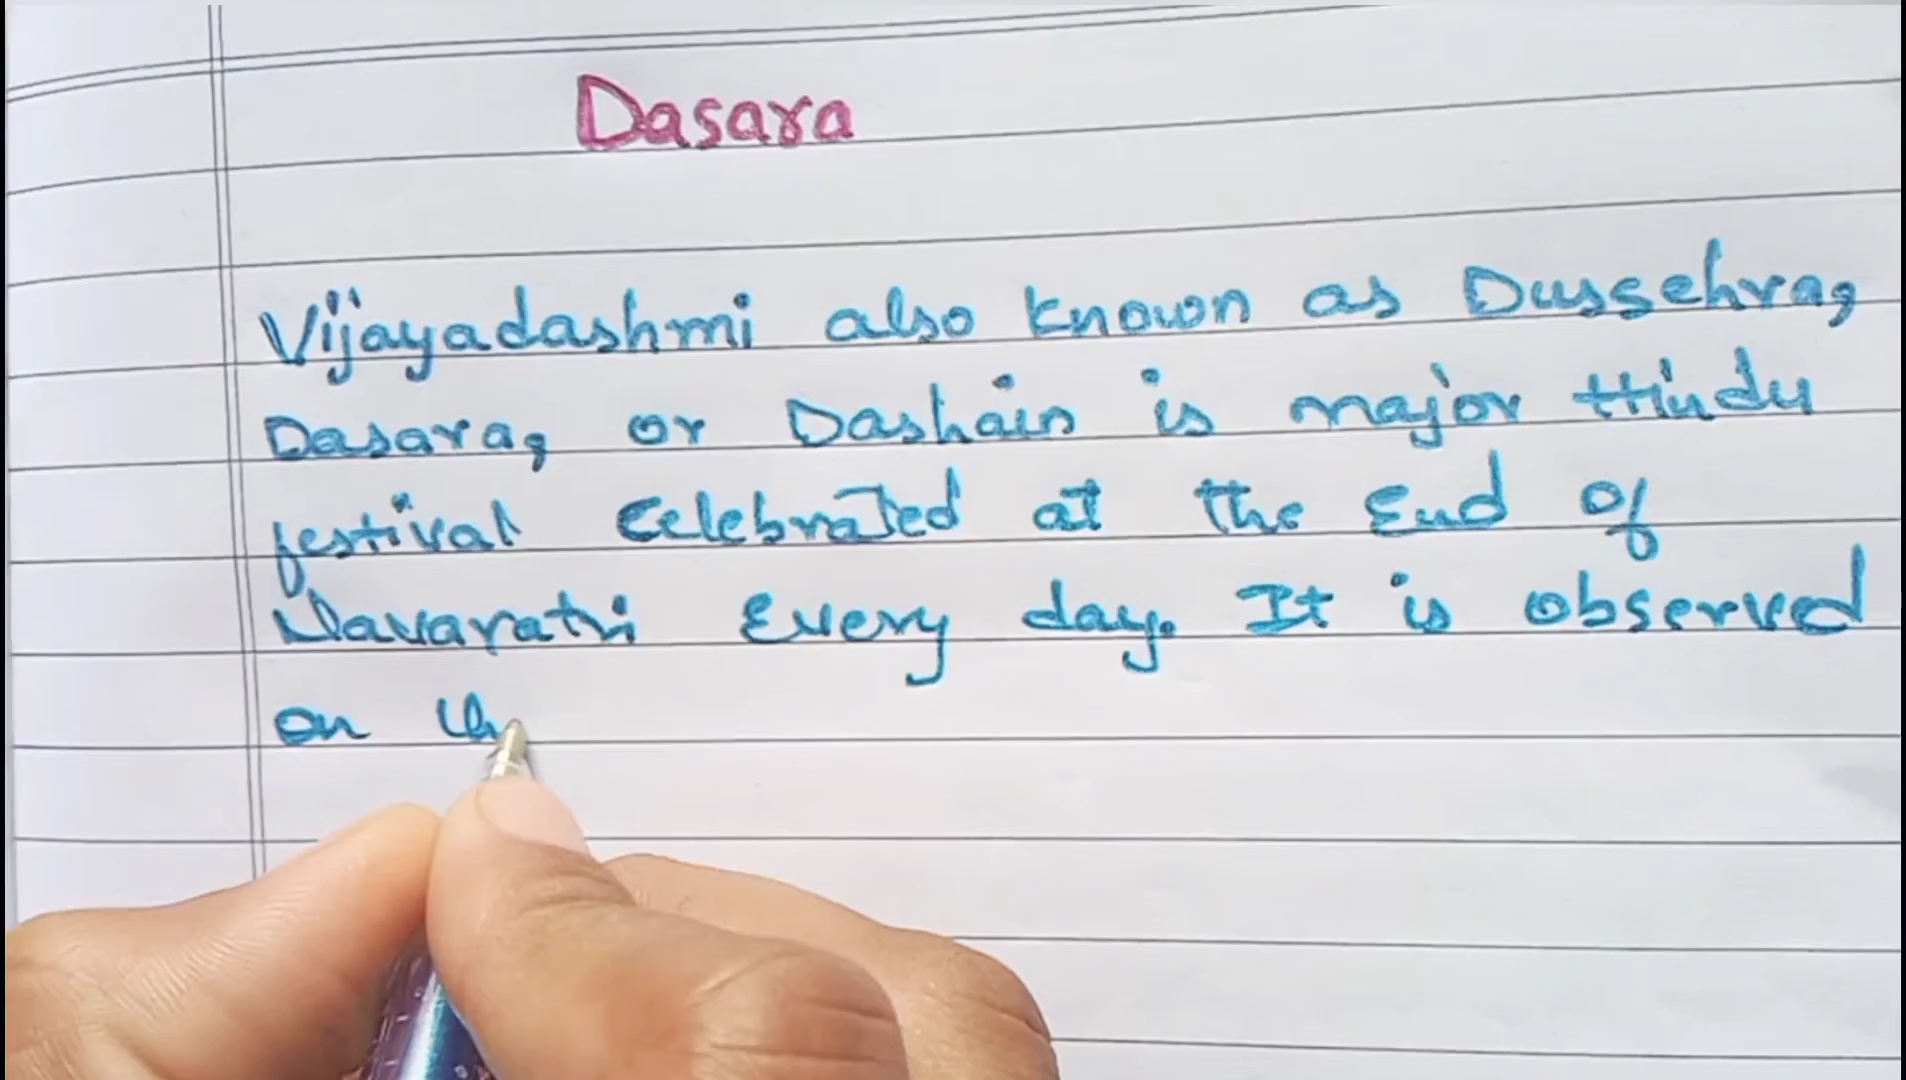 Dasara
Vijayadashmi also known as Dussehra,
Dasara, or Dashain is major Hindu
festival celebrated at the End of
Navaratri Every day. It is observed
on th